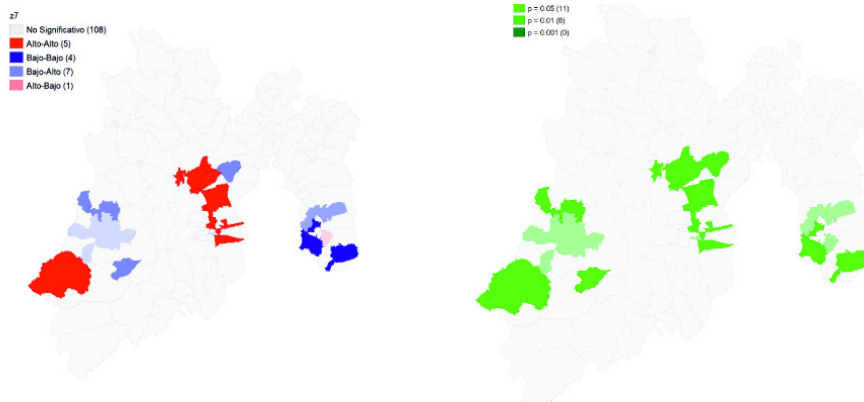 z7
No Significativo (108)
Alto-Alto (5)
Bajo-Bajo (4)
Bajo-Alto (7)
Alto-Bajo (1)
p = 0.05 (11)
p = 0.01 (6)
p = 0.001 (0)